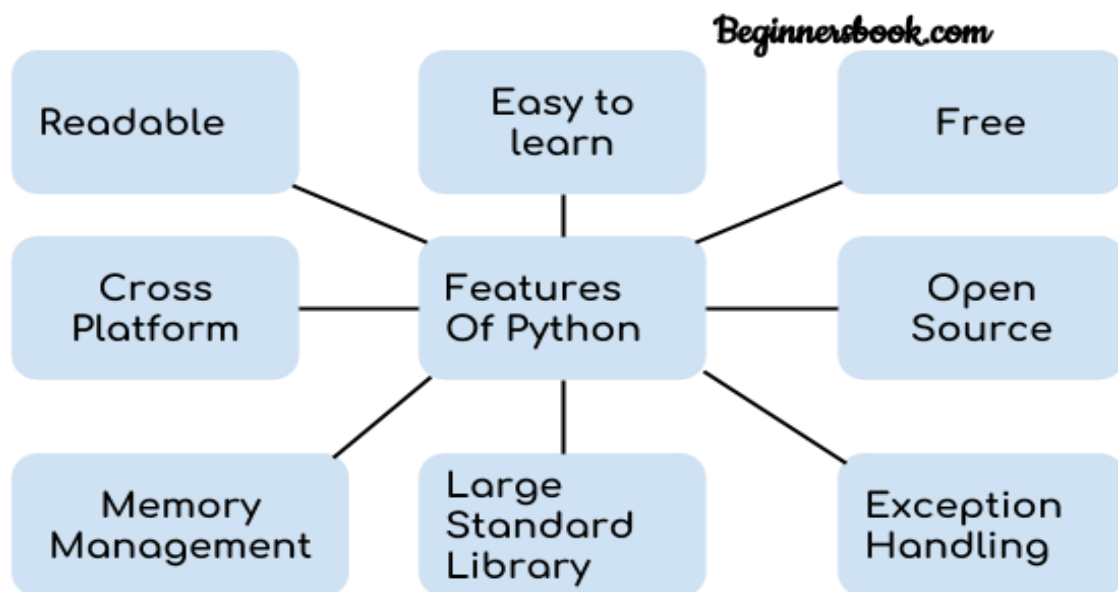 Beginnersbook.com
Readable
Easy to
learn
Free
Cross
Platform
Features
Of Python
Open
Source
Memory
Management
Large
Standard
Library
Exception
Handling